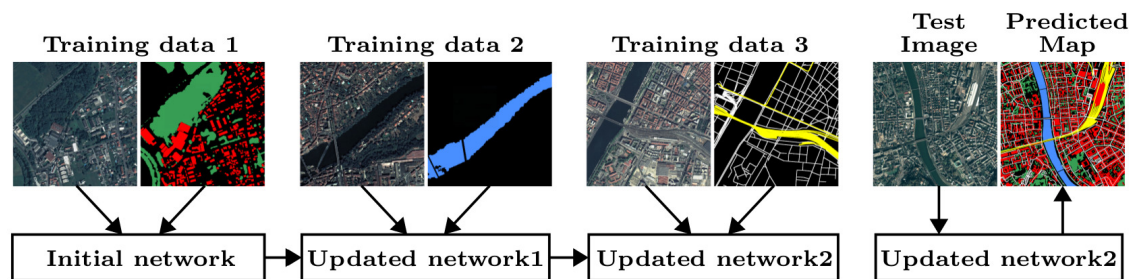 Training data 1
Training data 2
Training data 3
Test
Image
Predicted
Map
Initial network
Updated network1
Updated network2
Updated network2